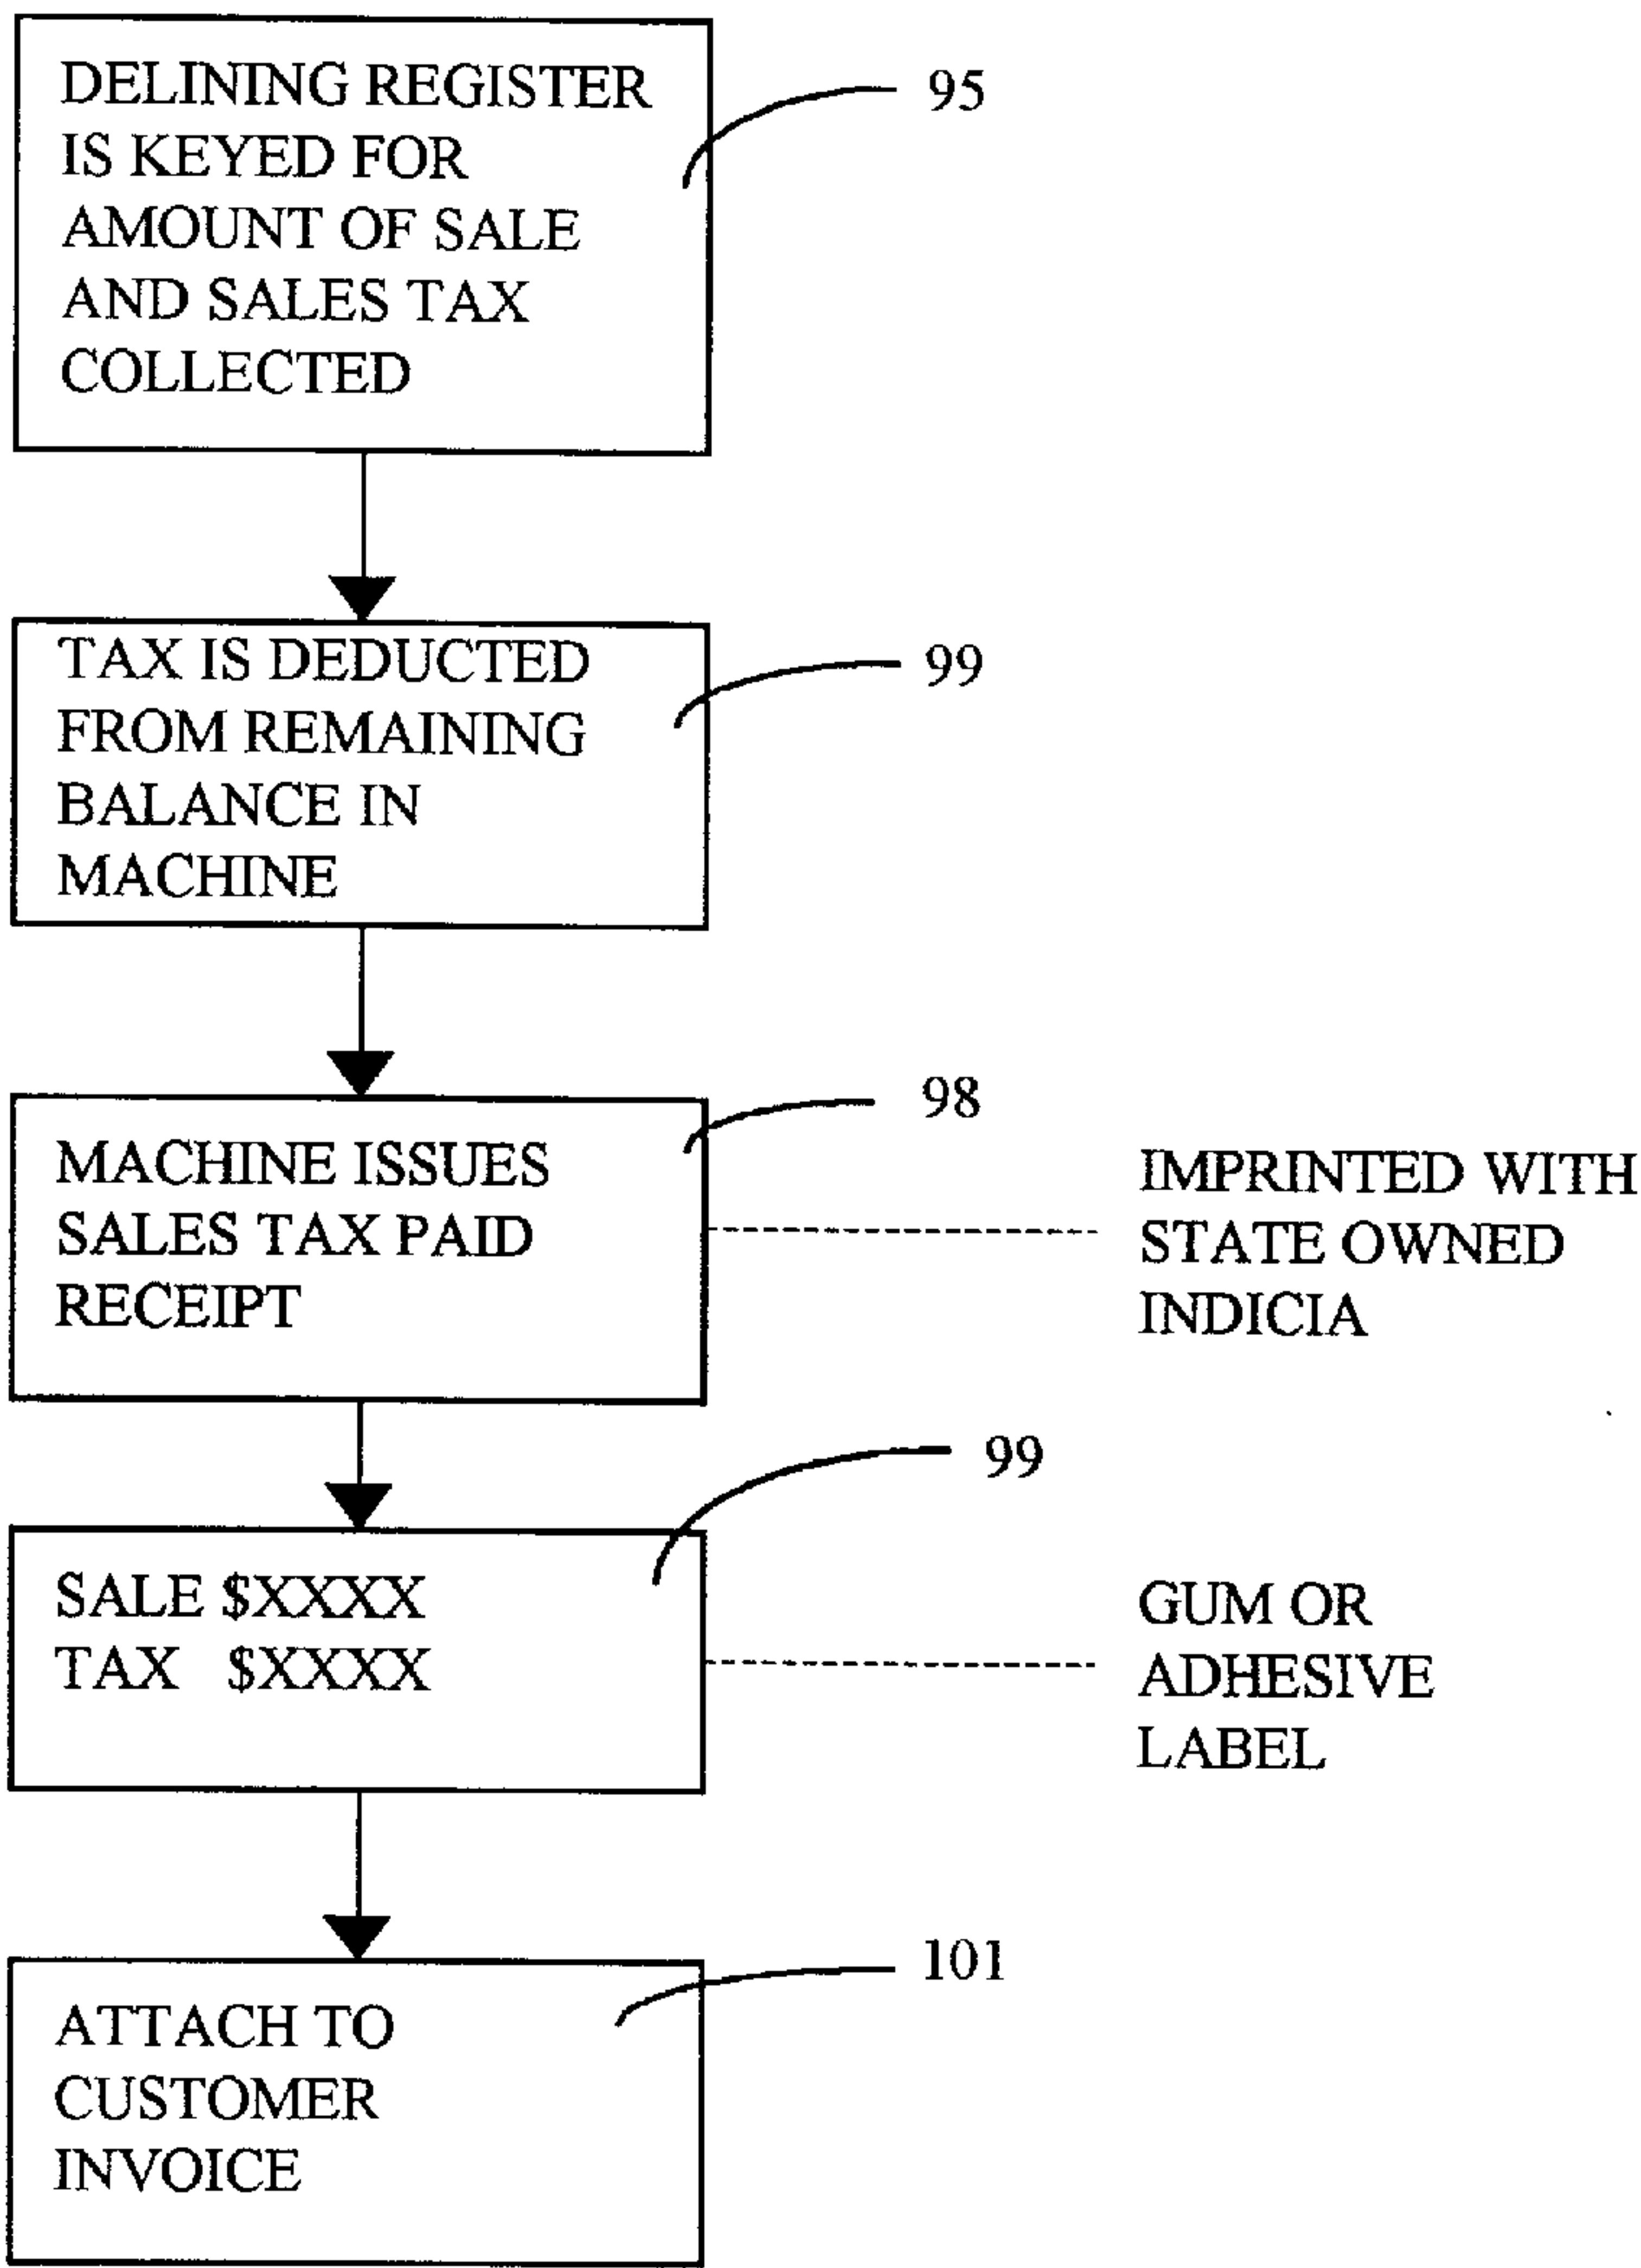 DELINING REGISTER
IS KEYED FOR
AMOUNT OF SALE
AND SALES TAX
COLLECTED
95
TAX IS DEDUCTED
FROM REMAINING
BALANCE IN
MACHINE
99
MACHINE ISSUES
SALES TAX PAID
RECEIPT
98
IMPRINTED WITH
STATE OWNED
INDICIA
SALE $XXXX
TAX $XXXX
99
GUM OR
ADHESIVE
LABEL
ATTACH TO
CUSTOMER
INVOICE
101